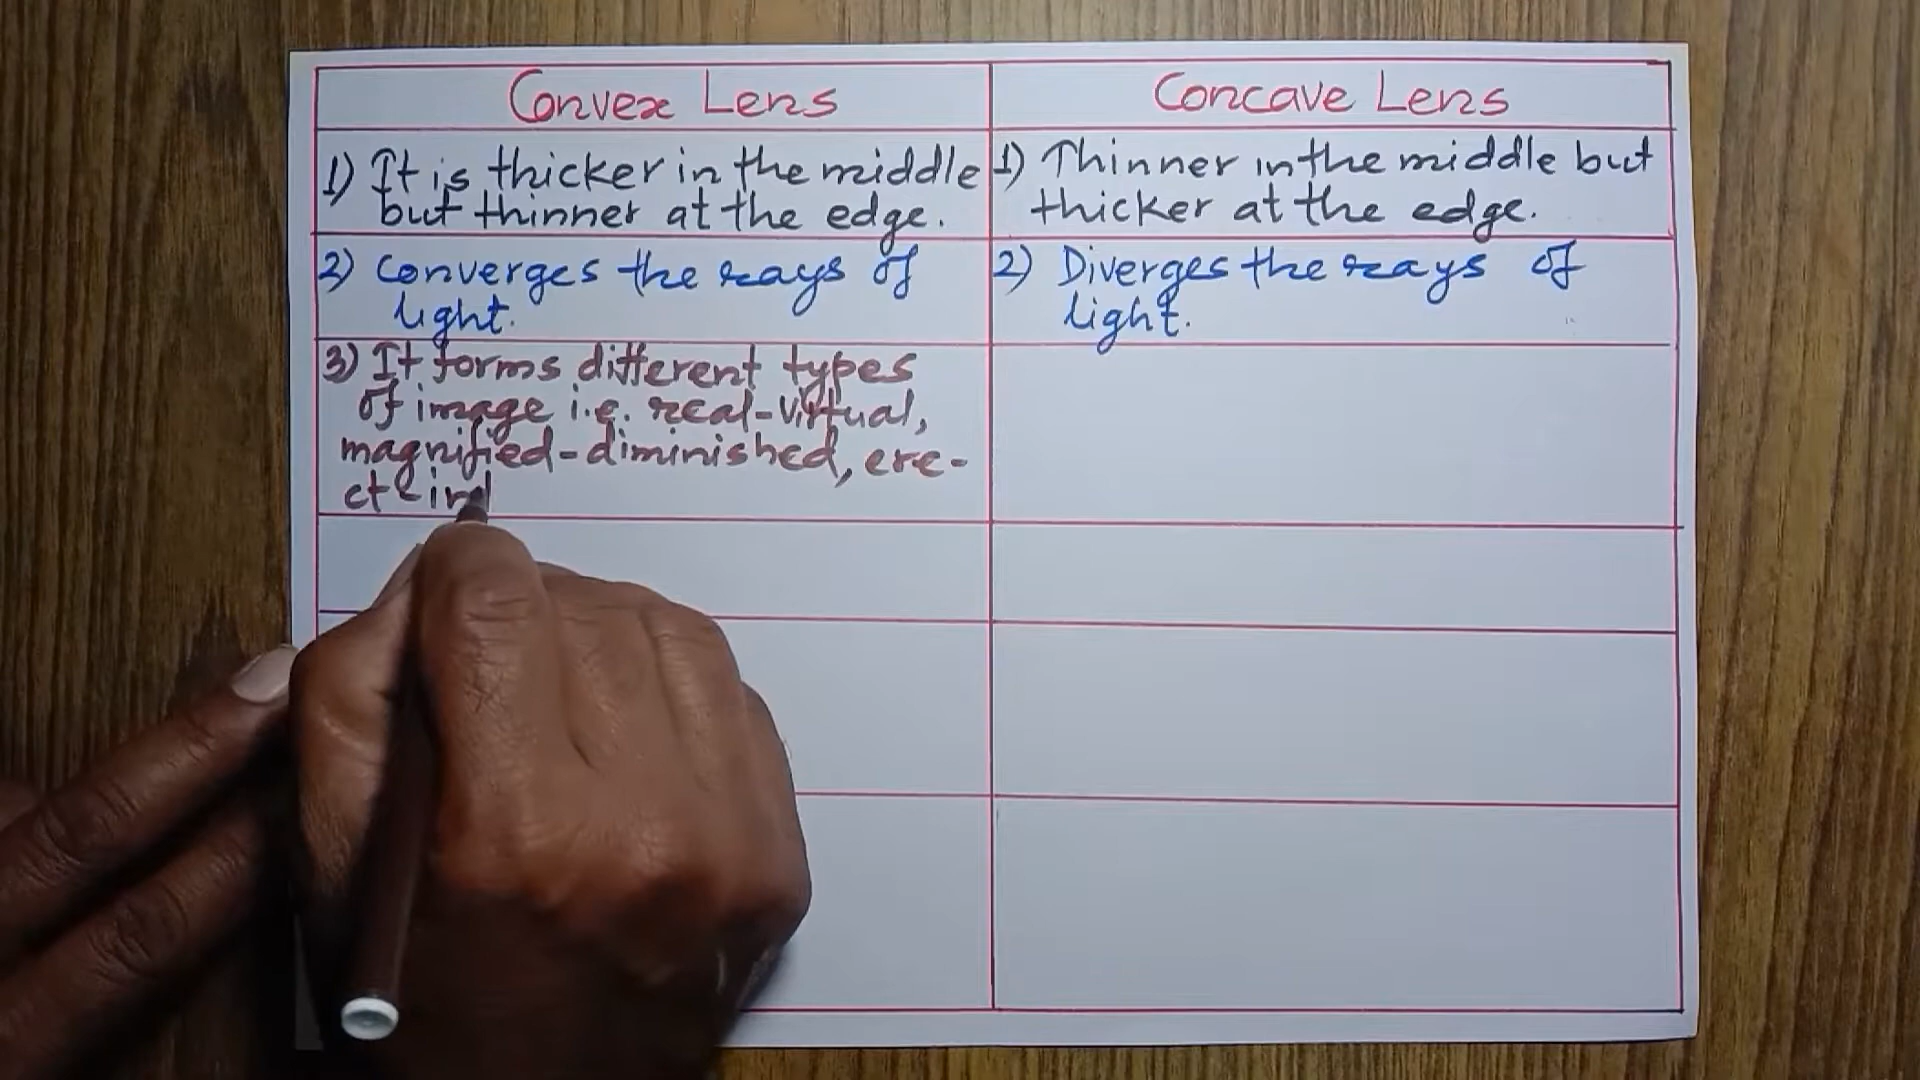 Convex Lens
Concave Lens
1) It is thicker in the middle
but thinner at the edge.
1) Thinner in the middle but
thicker at the edge.
2) Converges the rays of
light.
2) Diverges the rays of
light.
3) It forms different types
of image i.e. real-virtual,
magnified-diminished, ere-
ct &